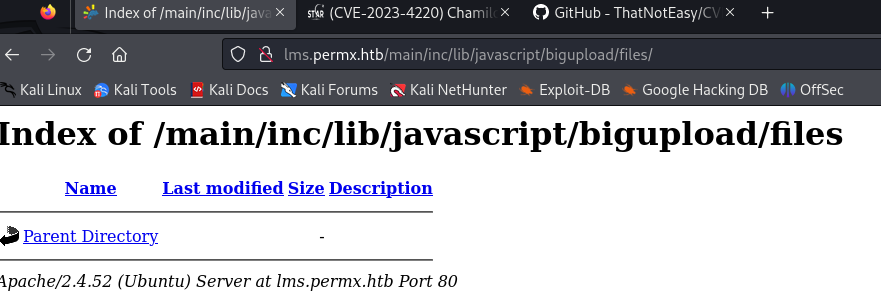 Index of /main/inc/lib/java
STAR (CVE-2023-4220) Chamilo
GitHub - ThatNotEasy/CV
lms.permx.htb/main/inc/lib/javascript/bigupload/files/
Kali Linux Kali Tools Kali Docs Kali Forums Kali NetHunter Exploit-DB Google Hacking DB OffSec
Index of /main/inc/lib/javascript/bigupload/files
Name Last modified Size Description
Parent Directory -
Apache/2.4.52 (Ubuntu) Server at lms.permx.htb Port 80